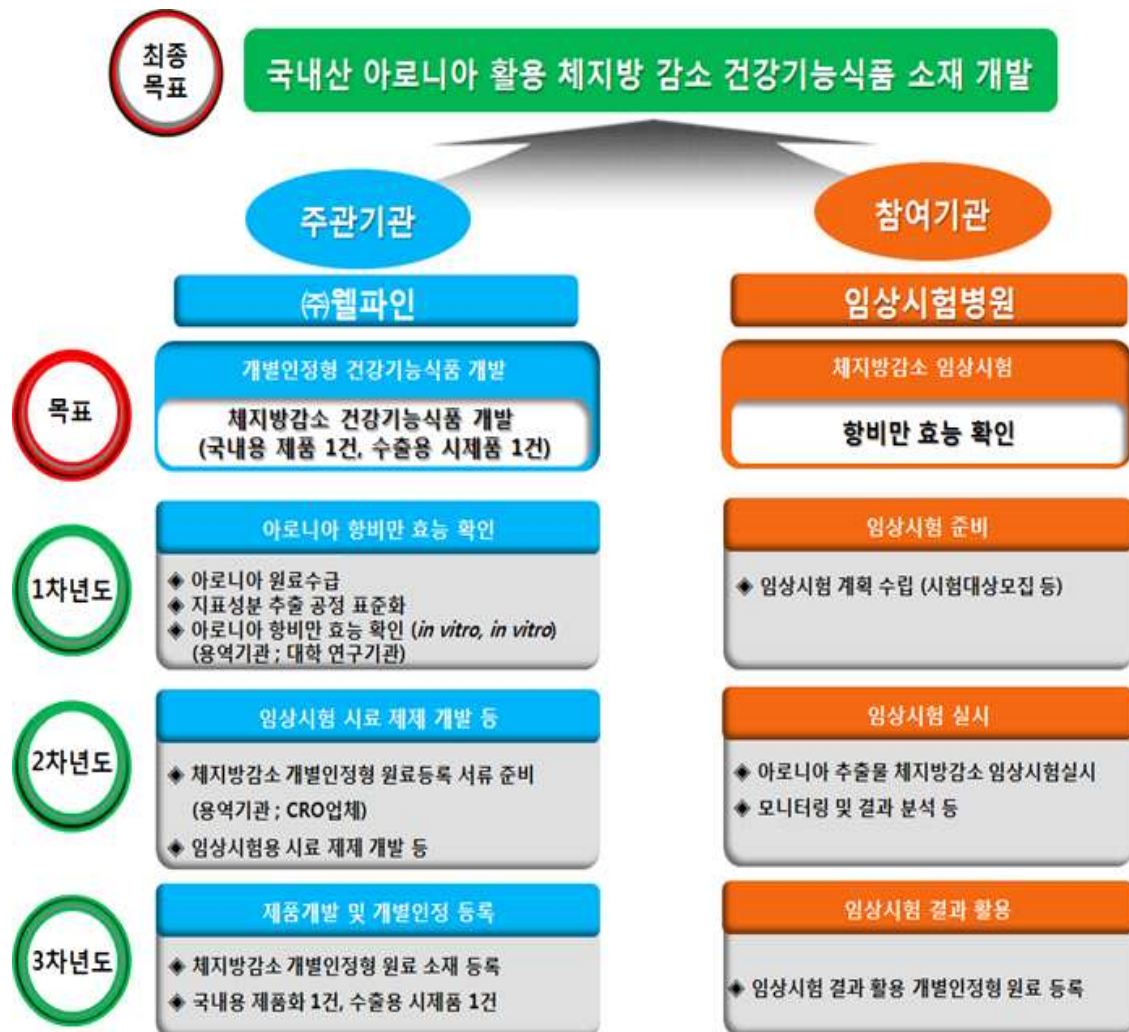 최종
목표
국내산 아로니아 활용 체지방 감소 건강기능식품 소재 개발
주관기관
참여기관
㈜웰파인
임상시험병원
목표
개별인정형 건강기능식품 개발
체지방감소 건강기능식품 개발
(국내용 제품 1건, 수출용 시제품 1건)
체지방감소 임상시험
항비만 효능 확인
1차년도
아로니아 항비만 효능 확인
◈ 아로니아 원료수급
◈ 지표성분 추출 공정 표준화
◈ 아로니아 항비만 효능 확인 (in vitro, in vitro)
(용역기관 ; 대학 연구기관)
임상시험 준비
◈ 임상시험 계획 수립 (시험대상모집 등)
2차년도
임상시험 시료 제제 개발 등
◈ 체지방감소 개별인정형 원료등록 서류 준비
(용역기관 ; CRO업체)
◈ 임상시험용 시료 제제 개발 등
임상시험 실시
◈ 아로니아 추출물 체지방감소 임상시험실시
◈ 모니터링 및 결과 분석 등
3차년도
제품개발 및 개별인정 등록
◈ 체지방감소 개별인정형 원료 소재 등록
◈ 국내용 제품화 1건, 수출용 시제품 1건
임상시험 결과 활용
◈ 임상시험 결과 활용 개별인정형 원료 등록